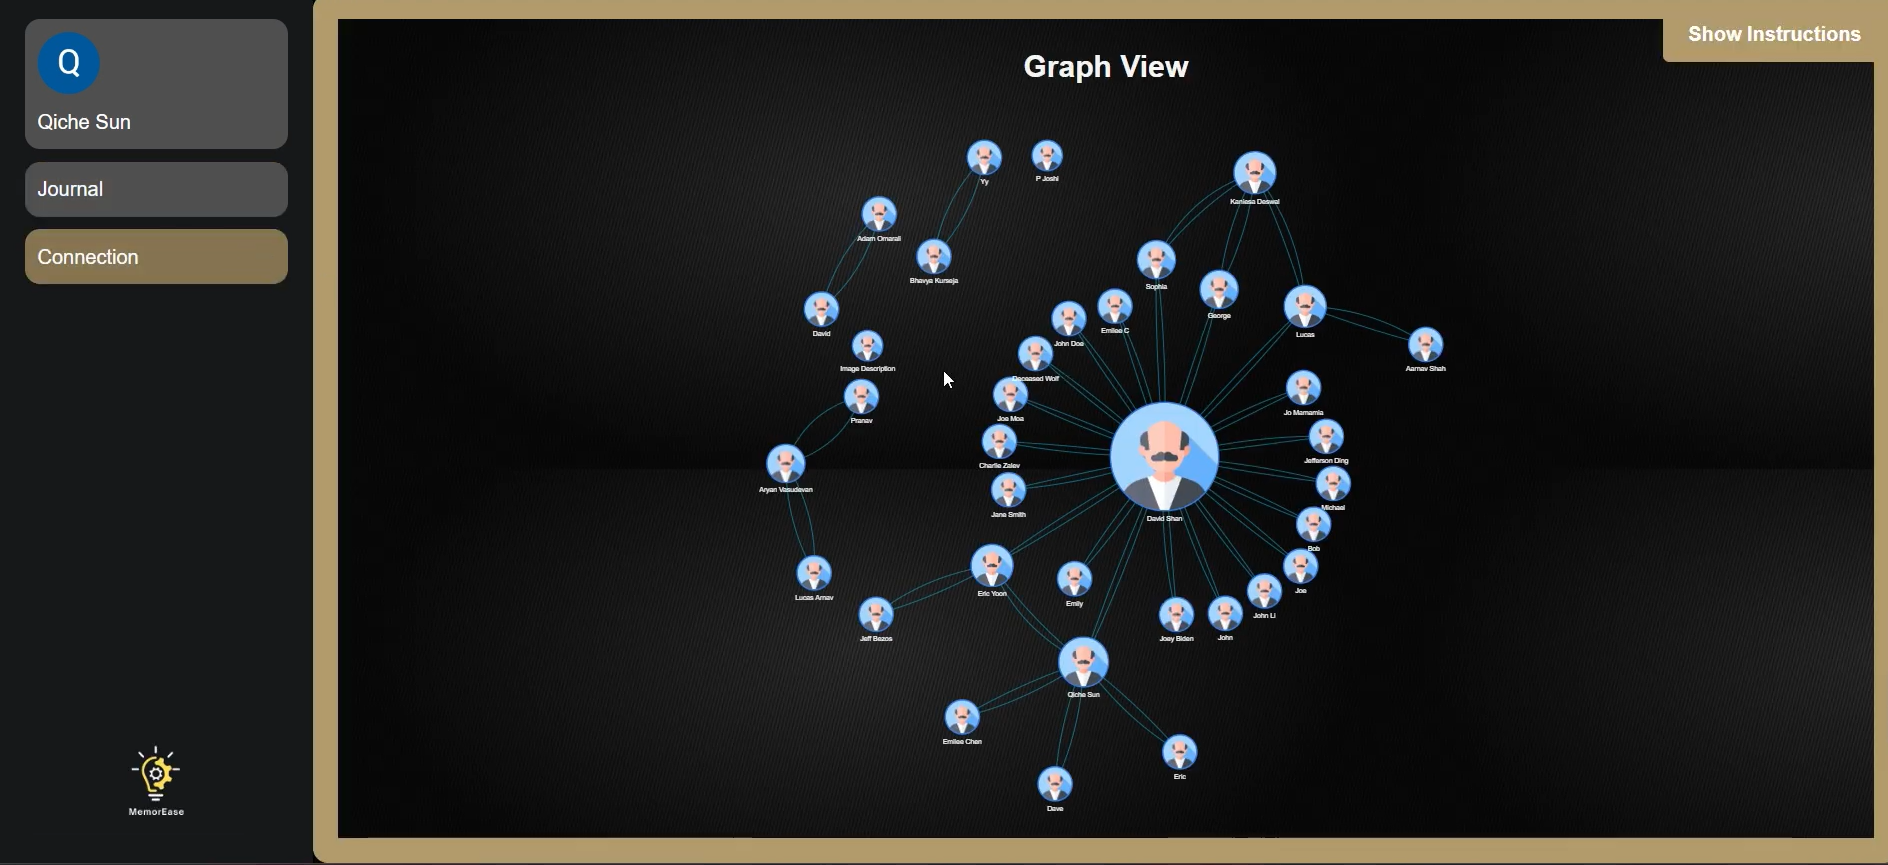 Q
Qiche Sun
Journal
Connection
MemorEase
Show Instructions
Graph View
Yy
P Joshi
Kaniesa Deswal
Adam Omarali
Bhavya Kurseja
Sophia
George
Lucas
David
Emilee C
John Doe
Image Description
Deceased Wolf
Aarnav Shah
Pranav
Joe Moa
Jo Mamamia
Charlie Zalev
Jefferson Ding
Aryan Vasudevan
Michael
Jane Smith
David Shan
Bob
Joe
Eric Yoon
Lucas Arnav
Emily
John Li
Jeff Bezos
Joey Biden
John
Qiche Sun
Emilee Chen
Eric
Dave